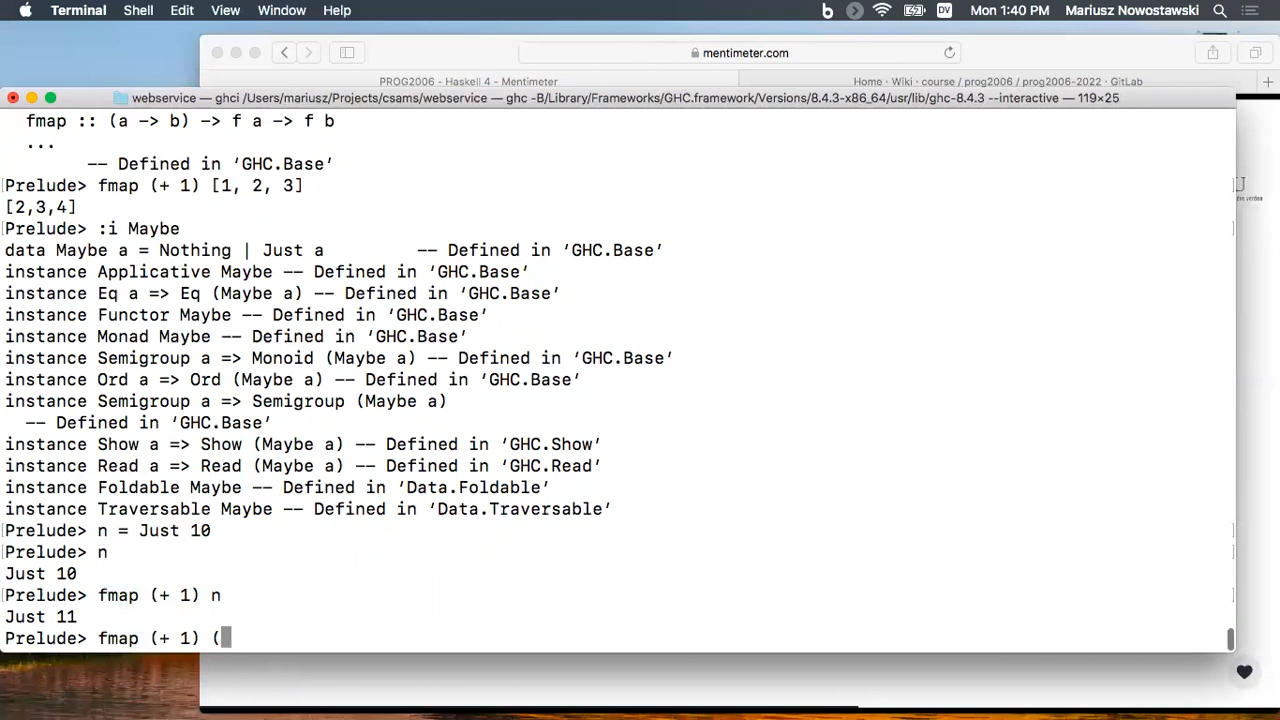 Terminal Shell Edit View Window Help DV Mon 1:40 PM Mariusz Nowostawski
mentimeter.com
PROG2006 - Haskell 4 - Mentimeter Home · Wiki · course / prog2006 / prog2006-2022 · GitLab
webservice — ghci /Users/mariusz/Projects/csams/webservice — ghc -B/Library/Frameworks/GHC.framework/Versions/8.4.3-x86_64/usr/lib/ghc-8.4.3 --interactive — 119×25
fmap :: (a -> b) -> f a -> f b
...
-- Defined in ‘GHC.Base’
Prelude> fmap (+ 1) [1, 2, 3]
[2,3,4]
Prelude> :i Maybe
data Maybe a = Nothing | Just a -- Defined in ‘GHC.Base’
instance Applicative Maybe -- Defined in ‘GHC.Base’
instance Eq a => Eq (Maybe a) -- Defined in ‘GHC.Base’
instance Functor Maybe -- Defined in ‘GHC.Base’
instance Monad Maybe -- Defined in ‘GHC.Base’
instance Semigroup a => Monoid (Maybe a) -- Defined in ‘GHC.Base’
instance Ord a => Ord (Maybe a) -- Defined in ‘GHC.Base’
instance Semigroup a => Semigroup (Maybe a)
-- Defined in ‘GHC.Base’
instance Show a => Show (Maybe a) -- Defined in ‘GHC.Show’
instance Read a => Read (Maybe a) -- Defined in ‘GHC.Read’
instance Foldable Maybe -- Defined in ‘Data.Foldable’
instance Traversable Maybe -- Defined in ‘Data.Traversable’
Prelude> n = Just 10
Prelude> n
Just 10
Prelude> fmap (+ 1) n
Just 11
Prelude> fmap (+ 1) (